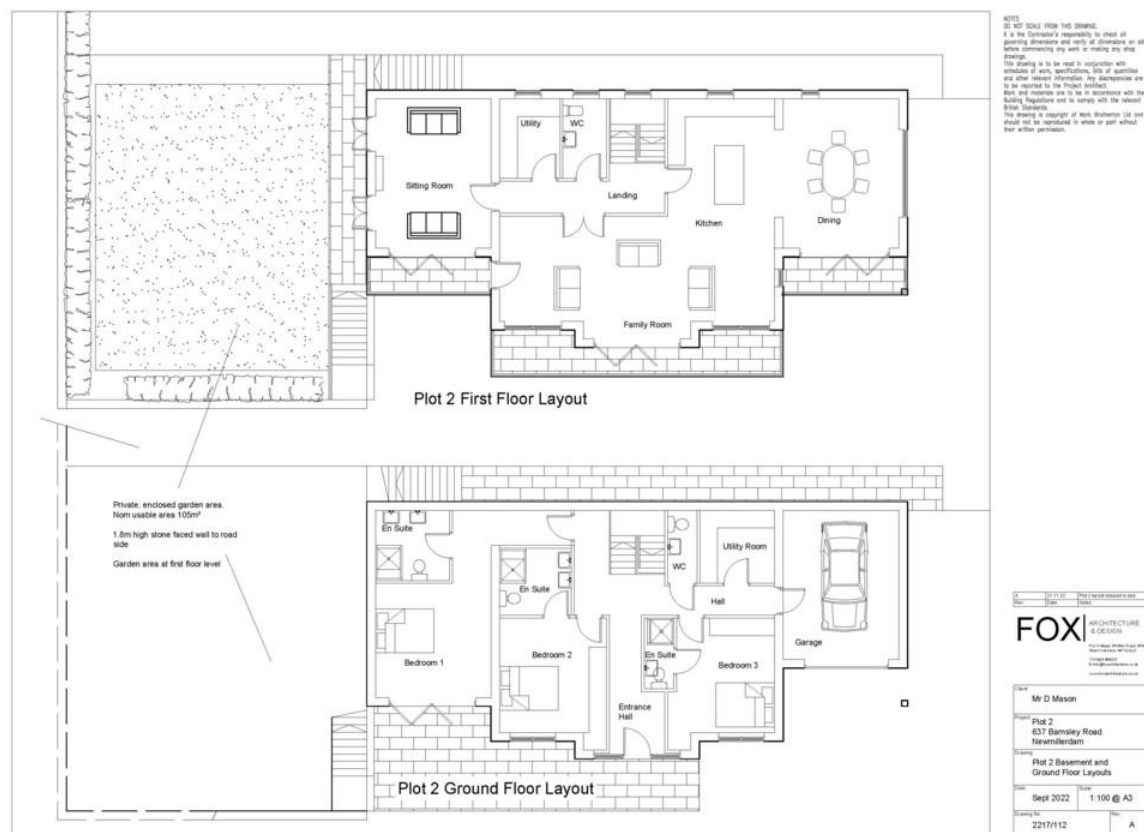 NOTES
DO NOT SCALE FROM THIS DRAWING.
It is the Contractor's responsibility to check all
governing dimensions and verify all dimensions on site
before commencing any work or making any shop
drawings.
This drawing is to be read in conjunction with
schedules of work, specifications, bills of quantities
and other relevant information. Any discrepancies are
to be reported to the Project Architect.
Work and materials are to be in accordance with the
Building Regulations and to comply with the relevant
British Standards.
This drawing is copyright of Mark Brotherton Ltd and
should not be reproduced in whole or part without
their written permission.
Utility
WC
Sitting Room
Landing
Kitchen
Dining
Family Room
Plot 2 First Floor Layout
Private, enclosed garden area.
Nom usable area 105m²
1.8m high stone faced wall to road
side
Garden area at first floor level
En Suite
En Suite
WC
Utility Room
Hall
Garage
Bedroom 1
Bedroom 2
En Suite
Bedroom 3
Entrance
Hall
Plot 2 Ground Floor Layout
A
Rev.
Date
Notes
FOX
ARCHITECTURE
& DESIGN
Client
Mr D Mason
Project
Plot 2
637 Barnsley Road
Newmillerdam
Drawing
Plot 2 Basement and
Ground Floor Layouts
Date
Sept 2022
Scale
1:100 @ A3
Drawing No.
2217/112
Rev.
A